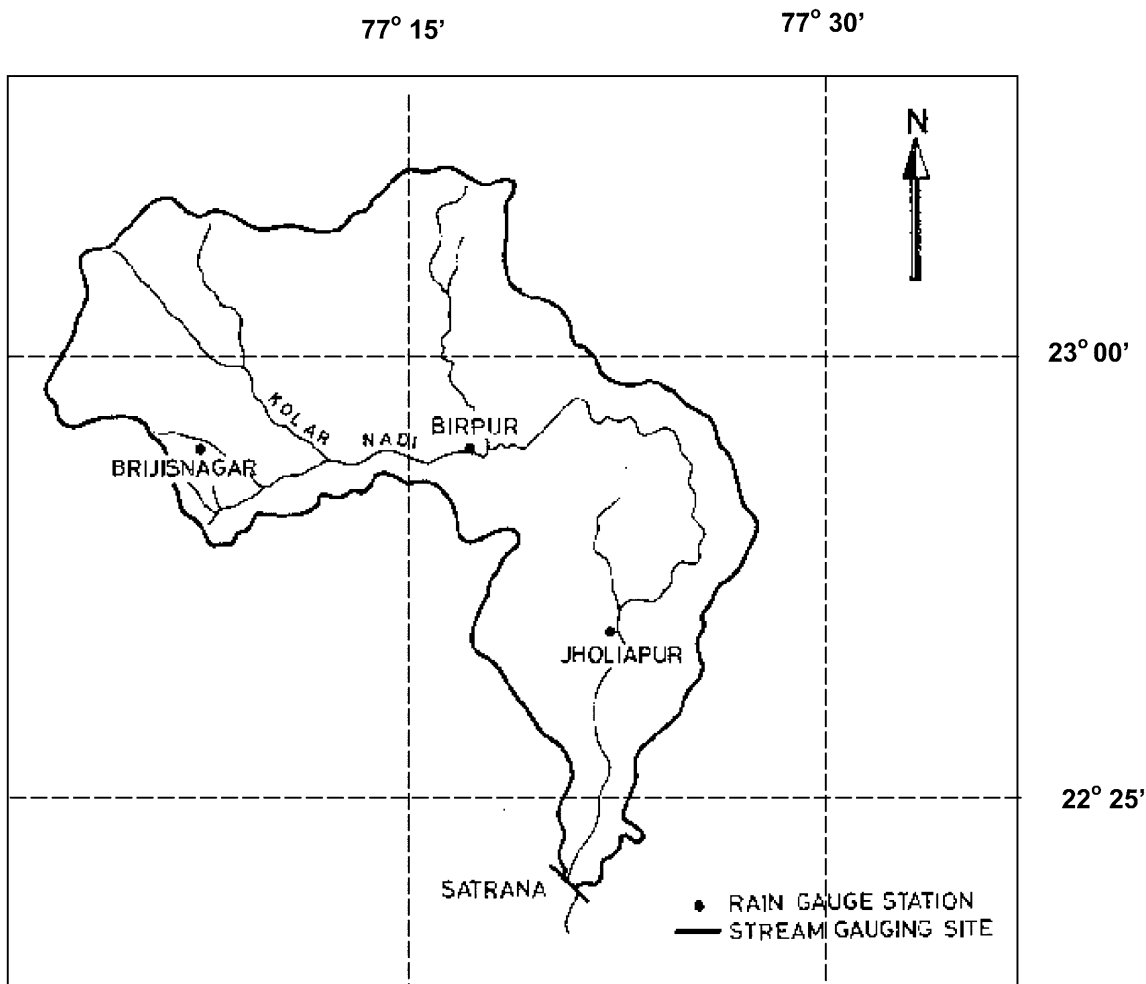 77° 15’
77° 30’
N
23° 00’
KOLAR NADI
BIRPUR
BRIJISNAGAR
JHOLIAPUR
22° 25’
SATRANA
RAIN GAUGE STATION
STREAM GAUGING SITE